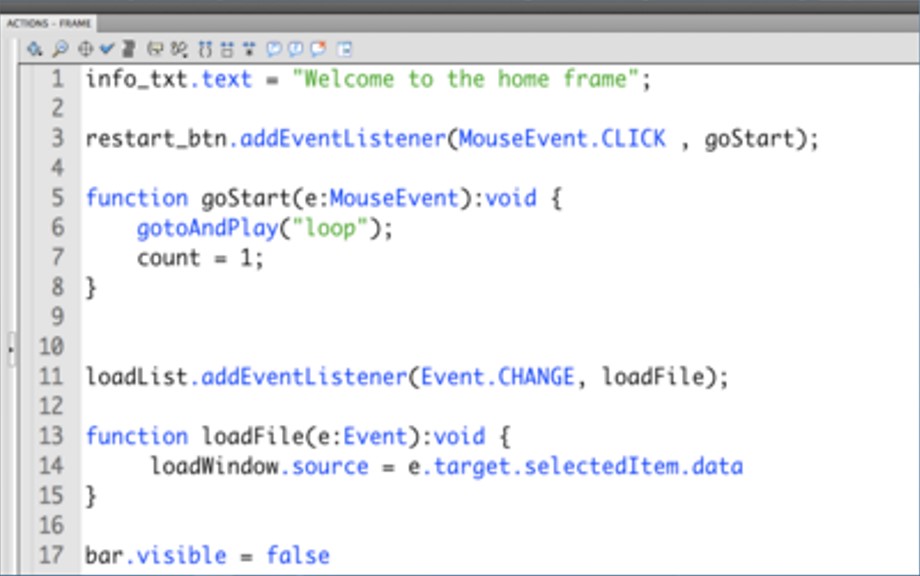 ACTIONS - FRAME
1 info_txt.text = "Welcome to the home frame";
2
3 restart_btn.addEventListener(MouseEvent.CLICK , goStart);
4
5 function goStart(e:MouseEvent):void {
6     gotoAndPlay("loop");
7     count = 1;
8 }
9
10
11 loadList.addEventListener(Event.CHANGE, loadFile);
12
13 function loadFile(e:Event):void {
14      loadWindow.source = e.target.selectedItem.data
15 }
16
17 bar.visible = false